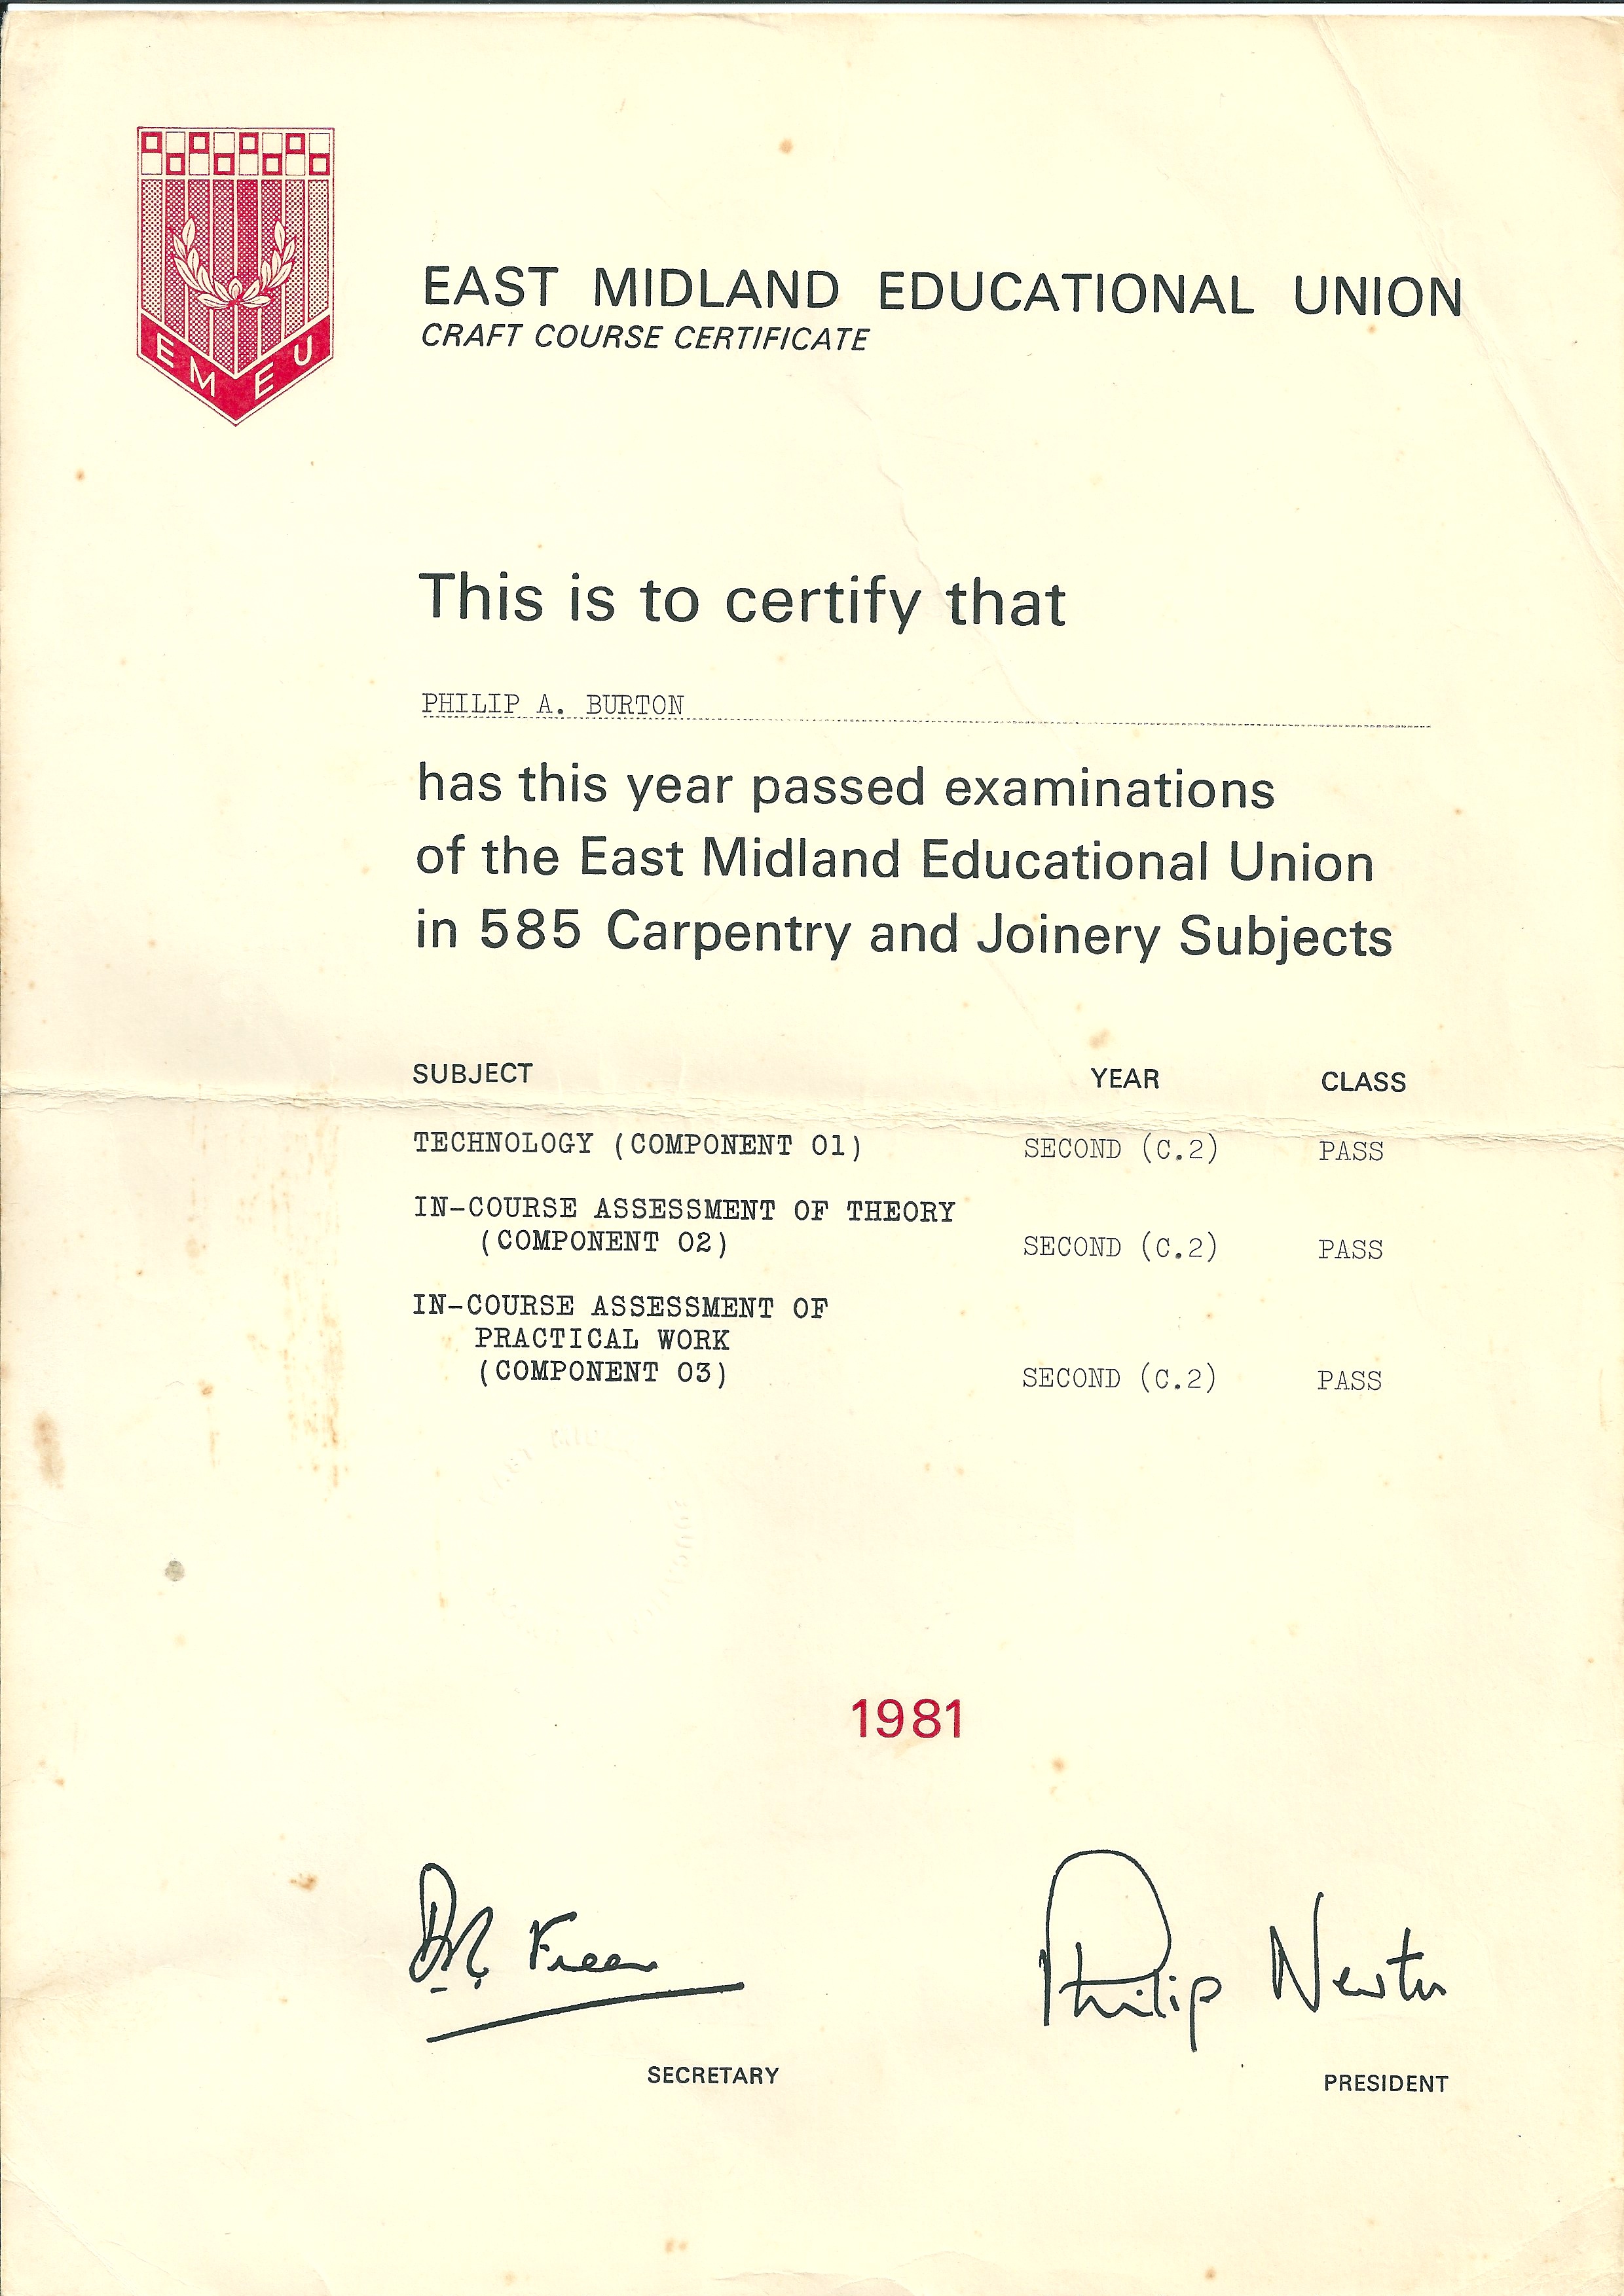 EMEU
EAST MIDLAND EDUCATIONAL UNION
CRAFT COURSE CERTIFICATE
This is to certify that
PHILIP A. BURTON
has this year passed examinations
of the East Midland Educational Union
in 585 Carpentry and Joinery Subjects
SUBJECT YEAR CLASS
TECHNOLOGY (COMPONENT 01) SECOND (C.2) PASS
IN-COURSE ASSESSMENT OF THEORY
(COMPONENT 02) SECOND (C.2) PASS
IN-COURSE ASSESSMENT OF
PRACTICAL WORK
(COMPONENT 03) SECOND (C.2) PASS
1981
Philip
SECRETARY PRESIDENT